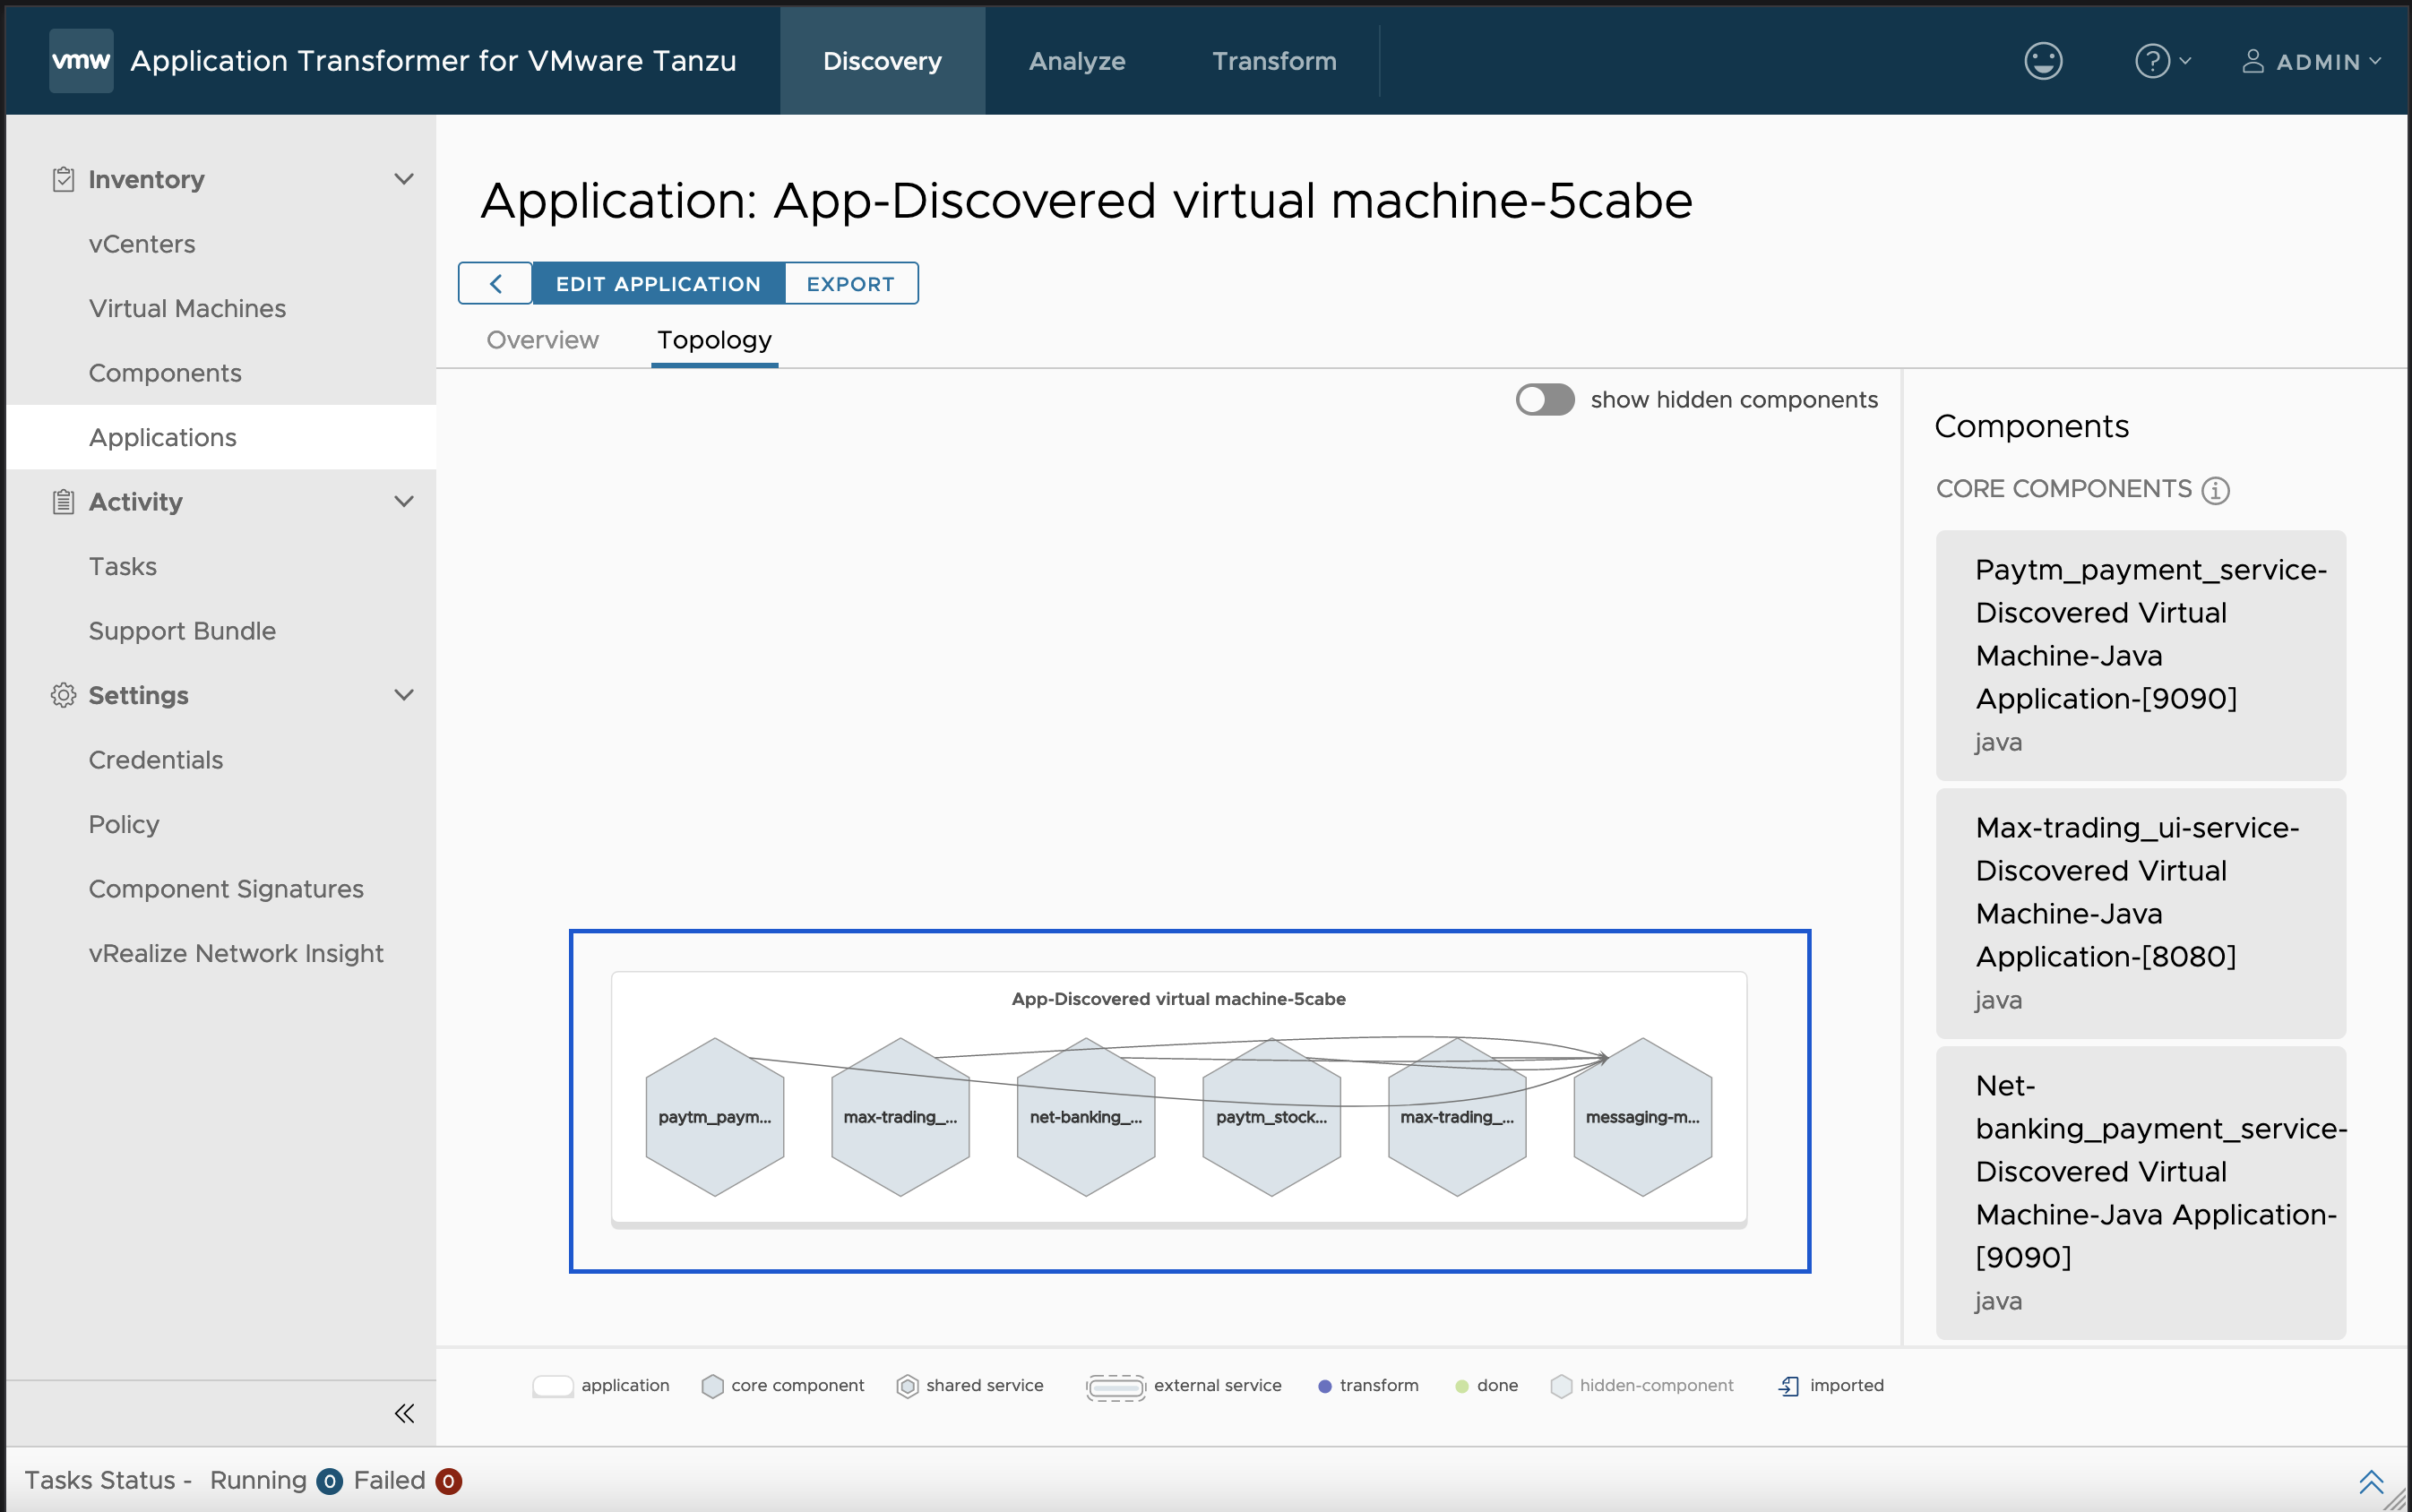 vmw Application Transformer for VMware Tanzu Discovery Analyze Transform ? ADMIN
Inventory
vCenters
Virtual Machines
Components
Applications
Activity
Tasks
Support Bundle
Settings
Credentials
Policy
Component Signatures
vRealize Network Insight
Application: App-Discovered virtual machine-5cabe
EDIT APPLICATION EXPORT
Overview Topology
show hidden components
App-Discovered virtual machine-5cabe
paytm_paym... max-trading_... net-banking_... paytm_stock... max-trading_... messaging-m...
Components
CORE COMPONENTS
Paytm_payment_service-
Discovered Virtual
Machine-Java
Application-[9090]
java
Max-trading_ui-service-
Discovered Virtual
Machine-Java
Application-[8080]
java
Net-
banking_payment_service-
Discovered Virtual
Machine-Java Application-
[9090]
java
application core component shared service external service transform done hidden-component imported
Tasks Status - Running 0 Failed 0